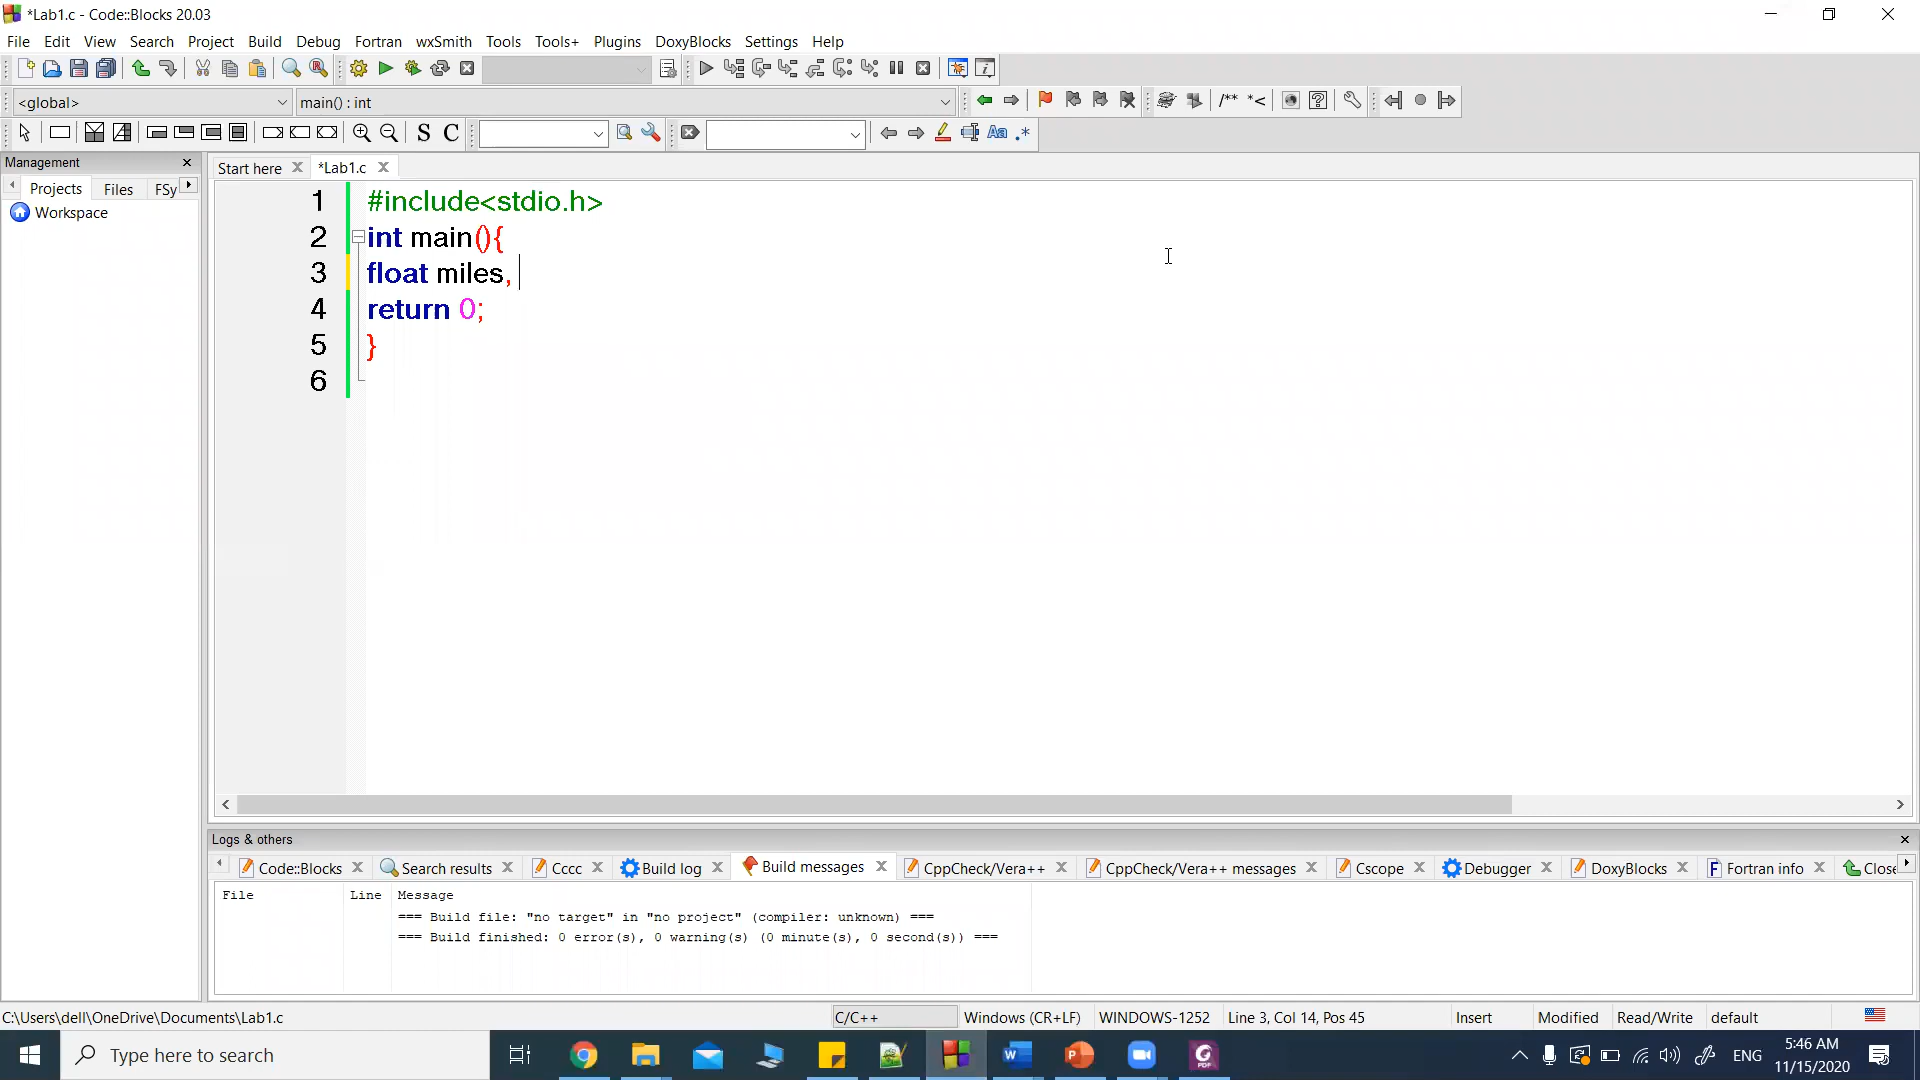 *Lab1.c - Code::Blocks 20.03
File Edit View Search Project Build Debug Fortran wxSmith Tools Tools+ Plugins DoxyBlocks Settings Help
<global> main() : int /** *<
S C Aa .*
Management
Projects Files FSy
Workspace
Start here *Lab1.c
1 #include<stdio.h>
2 int main(){
3 float miles,
4 return 0;
5 }
6
Logs & others
Code::Blocks Search results Cccc Build log Build messages CppCheck/Vera++ CppCheck/Vera++ messages Cscope Debugger DoxyBlocks Fortran info Close
File Line Message
=== Build file: "no target" in "no project" (compiler: unknown) ===
=== Build finished: 0 error(s), 0 warning(s) (0 minute(s), 0 second(s)) ===
C:\Users\dell\OneDrive\Documents\Lab1.c C/C++ Windows (CR+LF) WINDOWS-1252 Line 3, Col 14, Pos 45 Insert Modified Read/Write default
Type here to search ENG 5:46 AM
11/15/2020